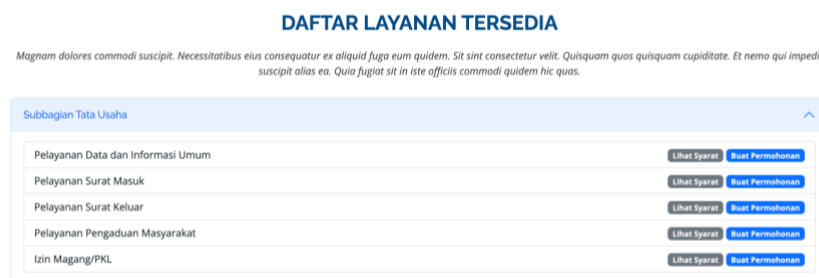 DAFTAR LAYANAN TERSEDIA
Magnam dolores commodi suscipit. Necessitatibus eius consequatur ex aliquid fuga eum quidem. Sit sint consectetur velit. Quisquam quos quisquam cupiditate. Et nemo qui impedi
suscipit alias ea. Quia fugiat sit in iste officiis commodi quidem hic quas.
Subbagian Tata Usaha
Pelayanan Data dan Informasi Umum Lihat Syarat Buat Permohonan
Pelayanan Surat Masuk Lihat Syarat Buat Permohonan
Pelayanan Surat Keluar Lihat Syarat Buat Permohonan
Pelayanan Pengaduan Masyarakat Lihat Syarat Buat Permohonan
Izin Magang/PKL Lihat Syarat Buat Permohonan